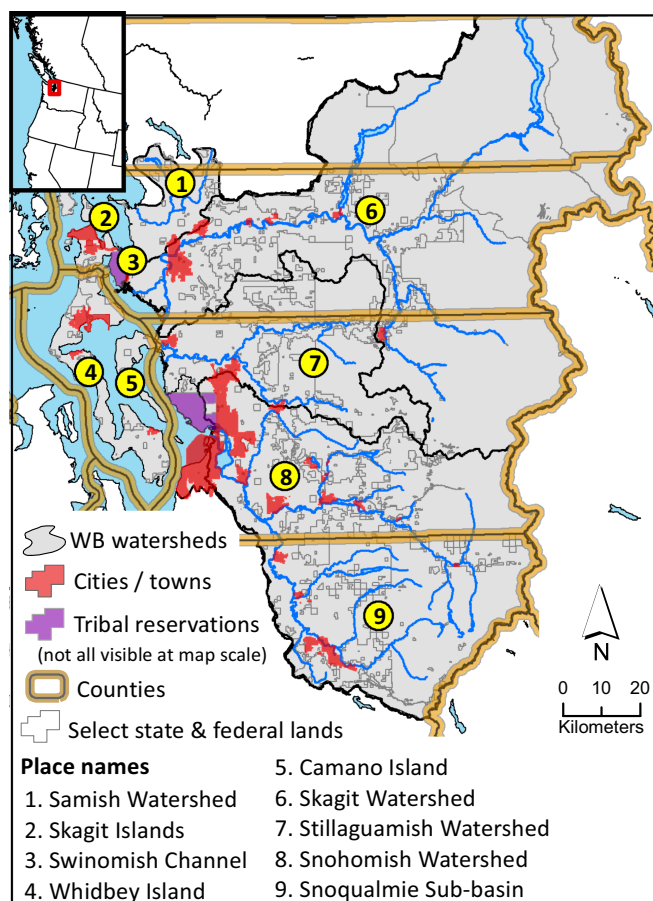 1
2
6
3
7
4
5
8
9
WB watersheds
Cities / towns
Tribal reservations
(not all visible at map scale)
Counties
Select state & federal lands
N
0 10 20
Kilometers
Place names
1. Samish Watershed
2. Skagit Islands
3. Swinomish Channel
4. Whidbey Island
5. Camano Island
6. Skagit Watershed
7. Stillaguamish Watershed
8. Snohomish Watershed
9. Snoqualmie Sub-basin